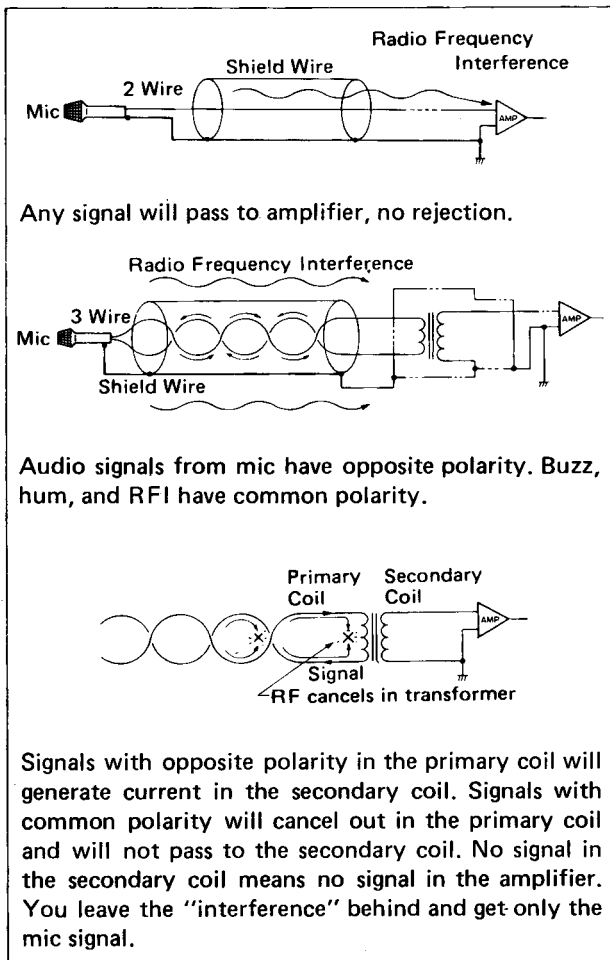 Radio Frequency
Interference
Shield Wire
2 Wire
Mic
AMP
Any signal will pass to amplifier, no rejection.
Radio Frequency Interference
3 Wire
Mic
AMP
Shield Wire
Audio signals from mic have opposite polarity. Buzz,
hum, and RFI have common polarity.
Primary
Coil
Secondary
Coil
AMP
Signal
RF cancels in transformer
Signals with opposite polarity in the primary coil will
generate current in the secondary coil. Signals with
common polarity will cancel out in the primary coil
and will not pass to the secondary coil. No signal in
the secondary coil means no signal in the amplifier.
You leave the "interference" behind and get only the
mic signal.